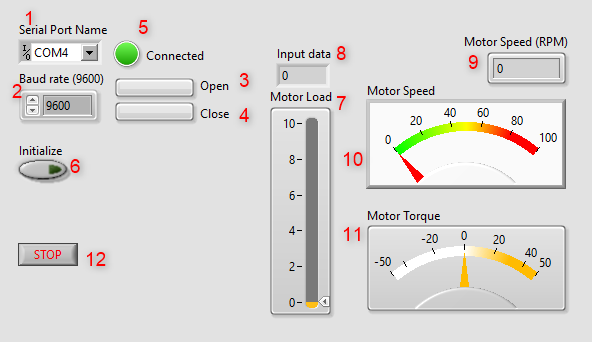 1
Serial Port Name
I/O COM4
5
Connected
Baud rate (9600)
2
9600
Open 3
Close 4
Initialize
6
STOP
12
Input data 8
0
Motor Load 7
10
8
6
4
2
0
Motor Speed (RPM)
9
0
Motor Speed
10
0 20 40 60 80 100
Motor Torque
11
-50 -20 0 20 40 50